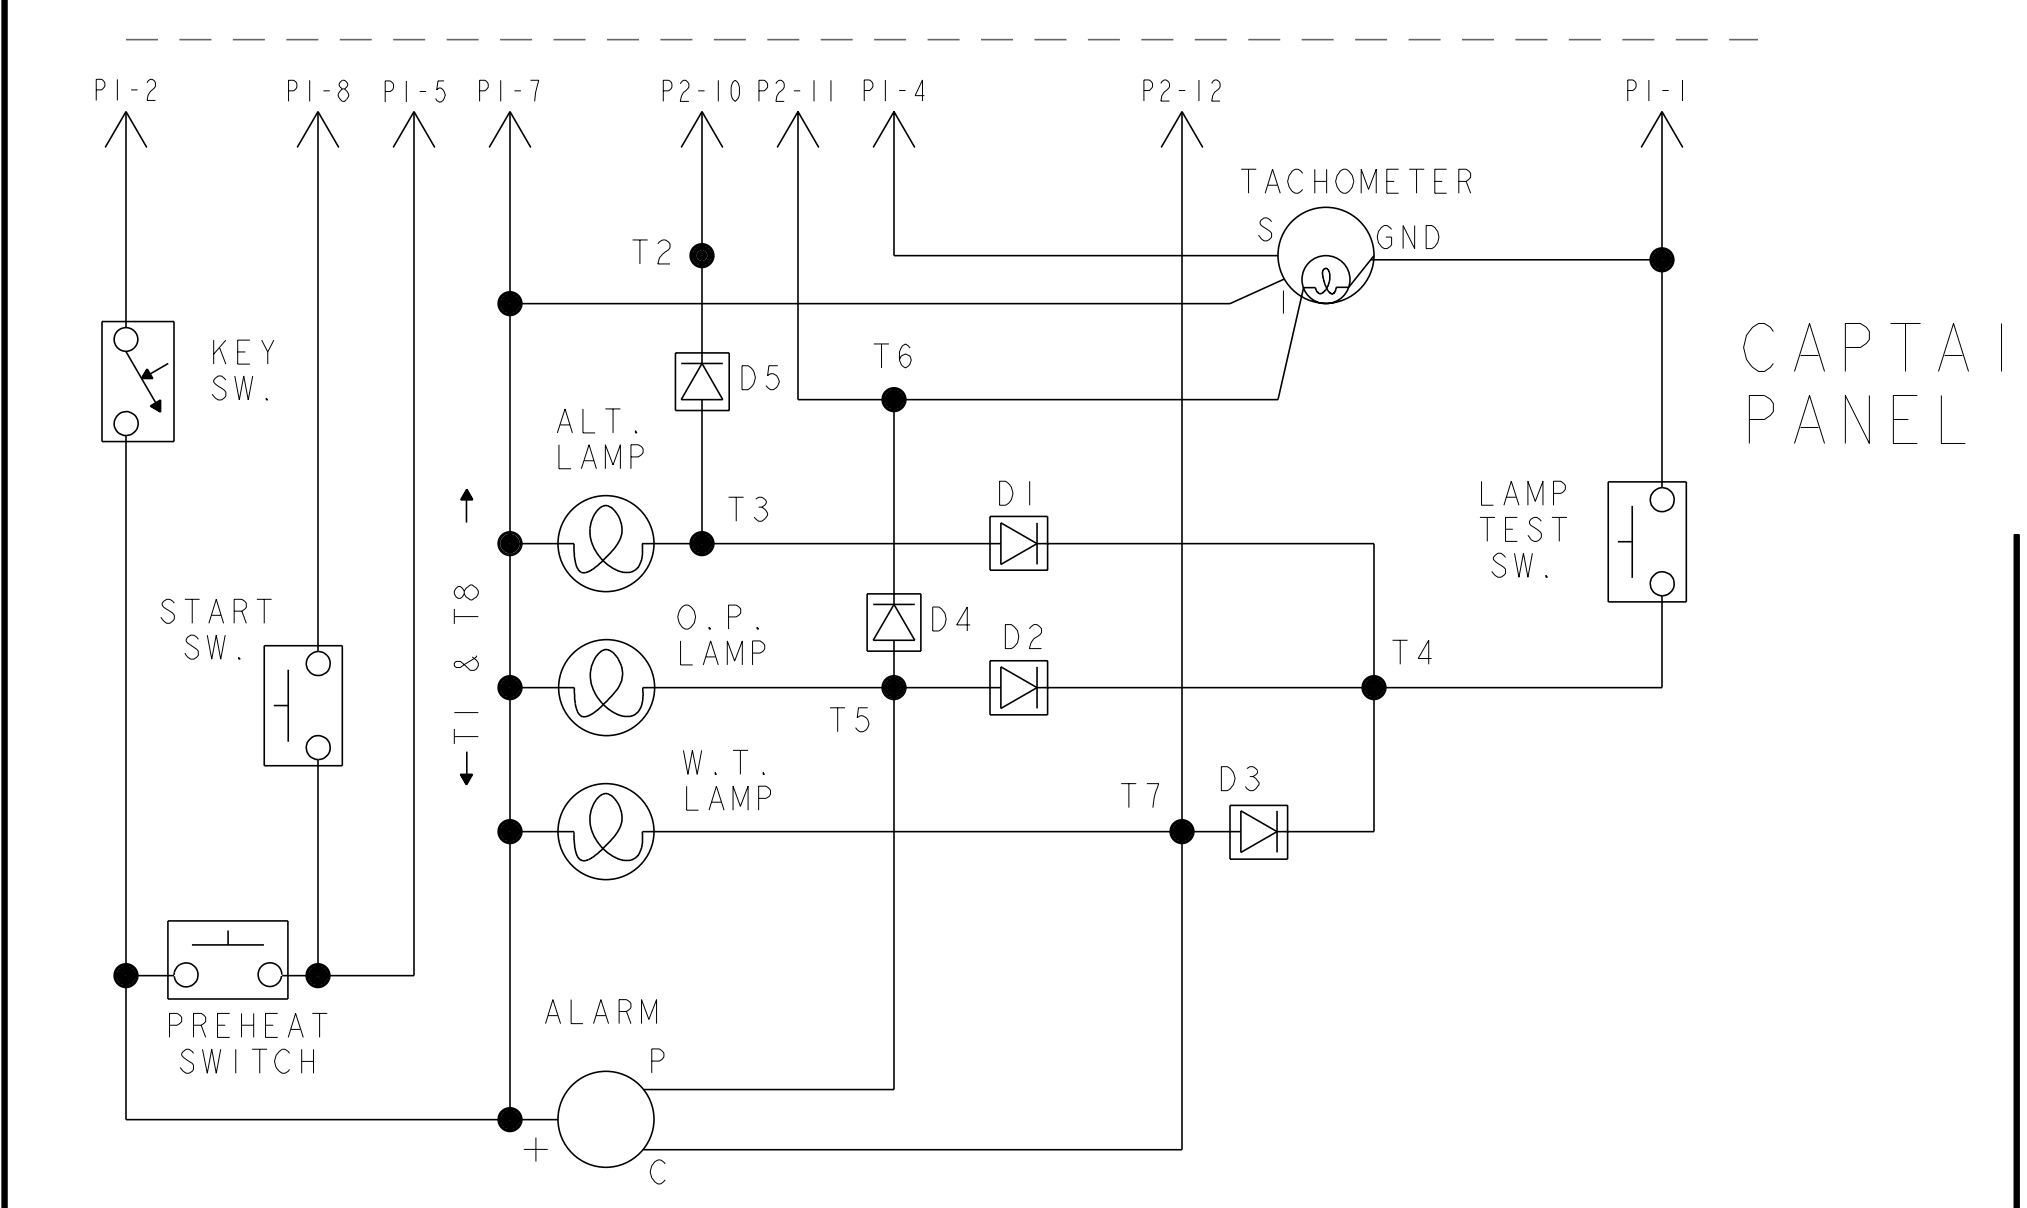 P1-2 P1-8 P1-5 P1-7 P2-10 P2-11 P1-4 P2-12 P1-1
TACHOMETER
S GND
I
T2
KEY
SW.
D5
T6
CAPTAI
PANEL
ALT.
LAMP
T3
D1
LAMP
TEST
SW.
START
SW.
←T1 & T8→
O.P.
LAMP
D4
D2
T4
T5
W.T.
LAMP
T7
D3
PREHEAT
SWITCH
ALARM
P
+
C